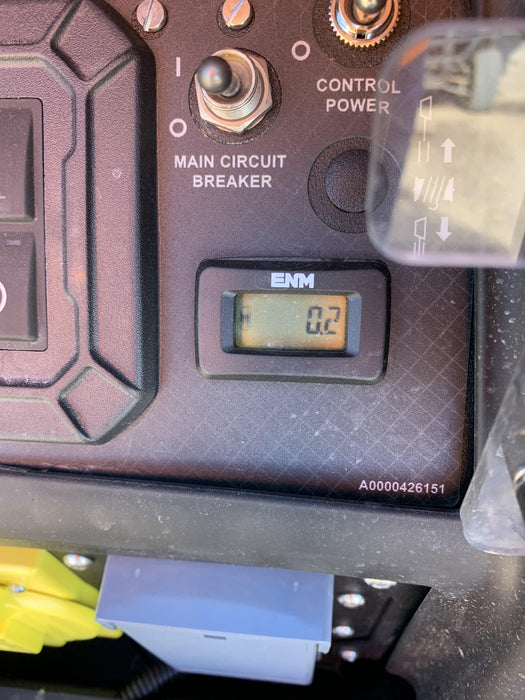 I
O
O
CONTROL
POWER
MAIN CIRCUIT
BREAKER
ENM
H 0.2
A0000426151